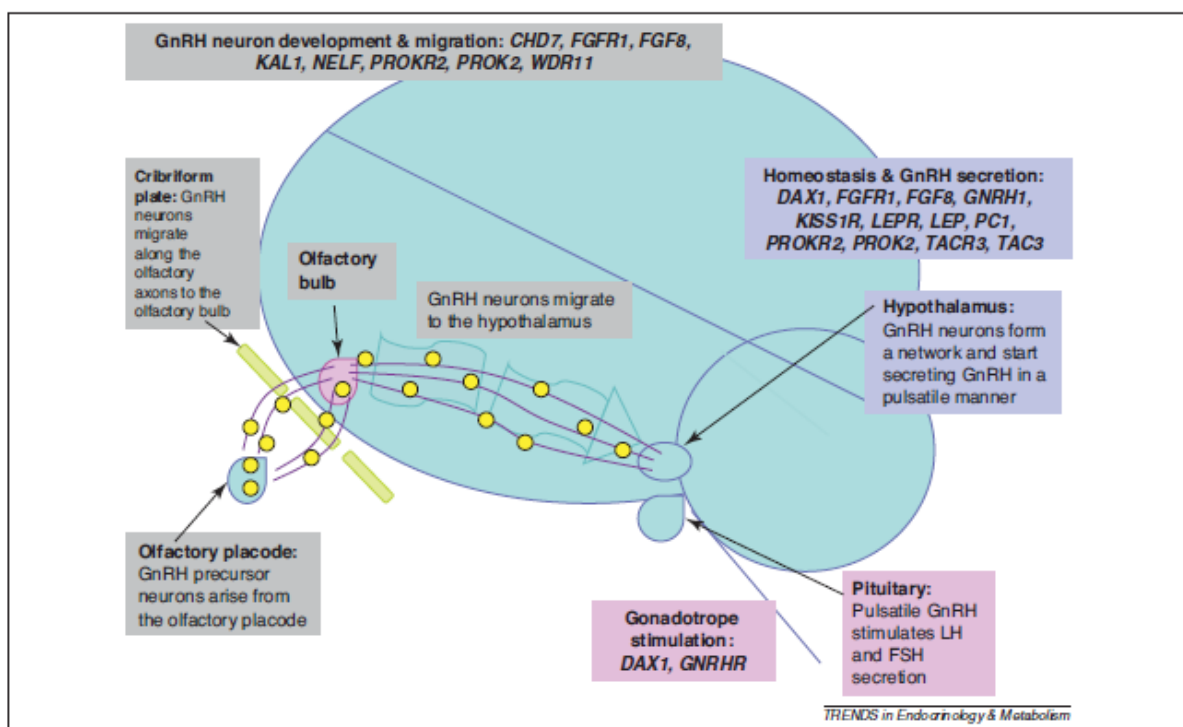 GnRH neuron development & migration: CHD7, FGFR1, FGF8,
KAL1, NELF, PROKR2, PROK2, WDR11
Cribriform
plate: GnRH
neurons
migrate
along the
olfactory
axons to the
olfactory bulb
Olfactory
bulb
GnRH neurons migrate
to the hypothalamus
Homeostasis & GnRH secretion:
DAX1, FGFR1, FGF8, GNRH1,
KISS1R, LEPR, LEP, PC1,
PROKR2, PROK2, TACR3, TAC3
Hypothalamus:
GnRH neurons form
a network and start
secreting GnRH in a
pulsatile manner
Olfactory placode:
GnRH precursor
neurons arise from
the olfactory placode
Gonadotrope
stimulation:
DAX1, GNRHR
Pituitary:
Pulsatile GnRH
stimulates LH
and FSH
secretion
TRENDS in Endocrinology & Metabolism